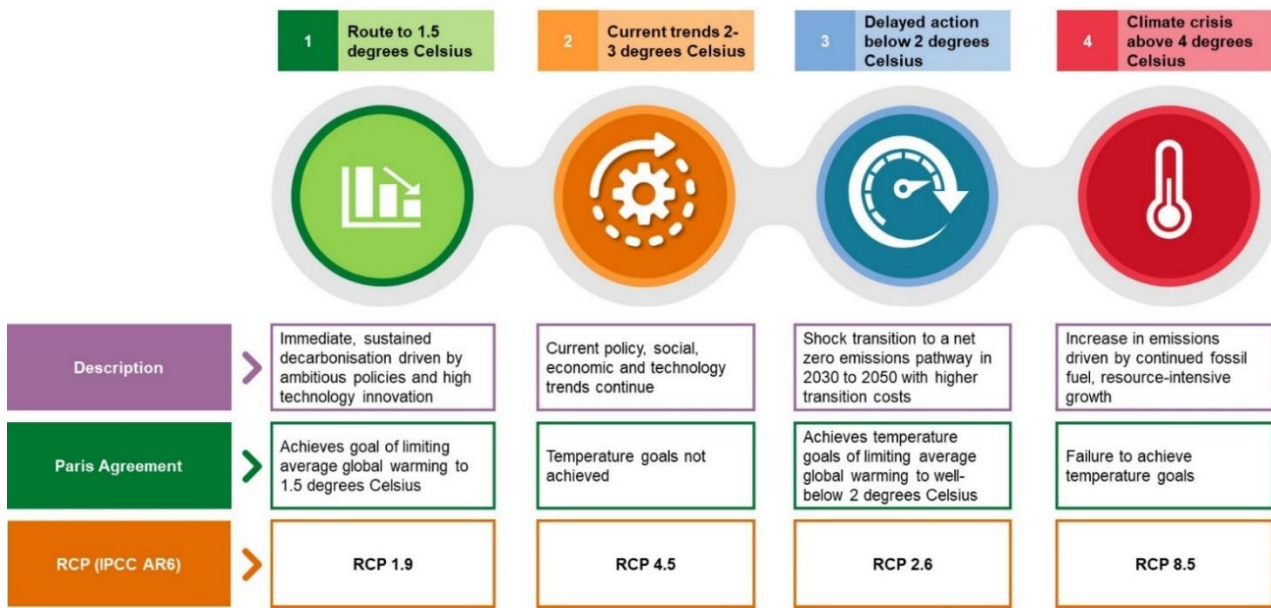 1
Route to 1.5
degrees Celsius
2
Current trends 2-
3 degrees Celsius
3
Delayed action
below 2 degrees
Celsius
4
Climate crisis
above 4 degrees
Celsius
Description
Immediate, sustained
decarbonisation driven by
ambitious policies and high
technology innovation
Current policy, social,
economic and technology
trends continue
Shock transition to a net
zero emissions pathway in
2030 to 2050 with higher
transition costs
Increase in emissions
driven by continued fossil
fuel, resource-intensive
growth
Paris Agreement
Achieves goal of limiting
average global warming to
1.5 degrees Celsius
Temperature goals not
achieved
Achieves temperature
goals of limiting average
global warming to well-
below 2 degrees Celsius
Failure to achieve
temperature goals
RCP (IPCC AR6)
RCP 1.9
RCP 4.5
RCP 2.6
RCP 8.5